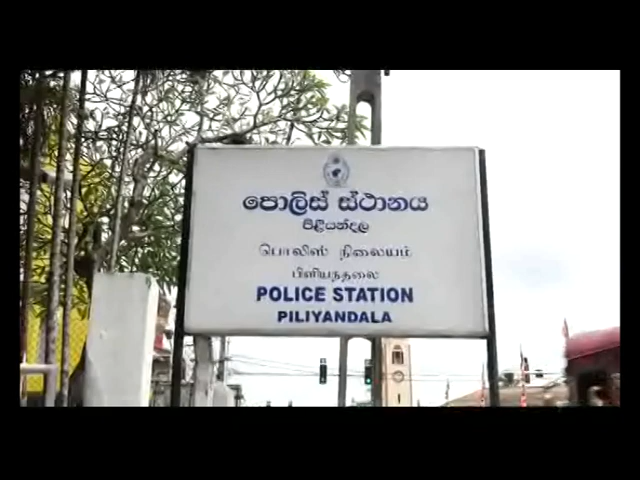 පොලිස් ස්ථානය
පිළියන්දල
பொலிஸ் நிலையம்
பிளியந்தலை
POLICE STATION
PILIYANDALA